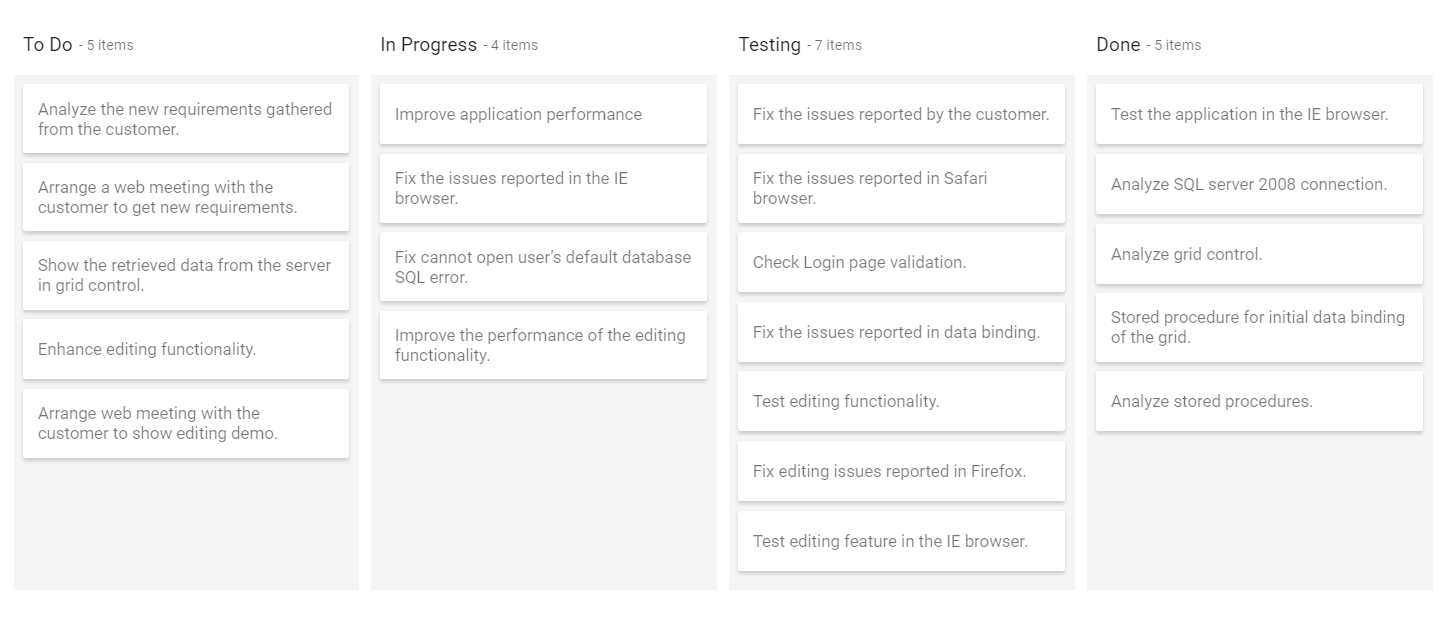 To Do - 5 items
Analyze the new requirements gathered
from the customer.
Arrange a web meeting with the
customer to get new requirements.
Show the retrieved data from the server
in grid control.
Enhance editing functionality.
Arrange web meeting with the
customer to show editing demo.
In Progress - 4 items
Improve application performance
Fix the issues reported in the IE
browser.
Fix cannot open user’s default database
SQL error.
Improve the performance of the editing
functionality.
Testing - 7 items
Fix the issues reported by the customer.
Fix the issues reported in Safari
browser.
Check Login page validation.
Fix the issues reported in data binding.
Test editing functionality.
Fix editing issues reported in Firefox.
Test editing feature in the IE browser.
Done - 5 items
Test the application in the IE browser.
Analyze SQL server 2008 connection.
Analyze grid control.
Stored procedure for initial data binding
of the grid.
Analyze stored procedures.